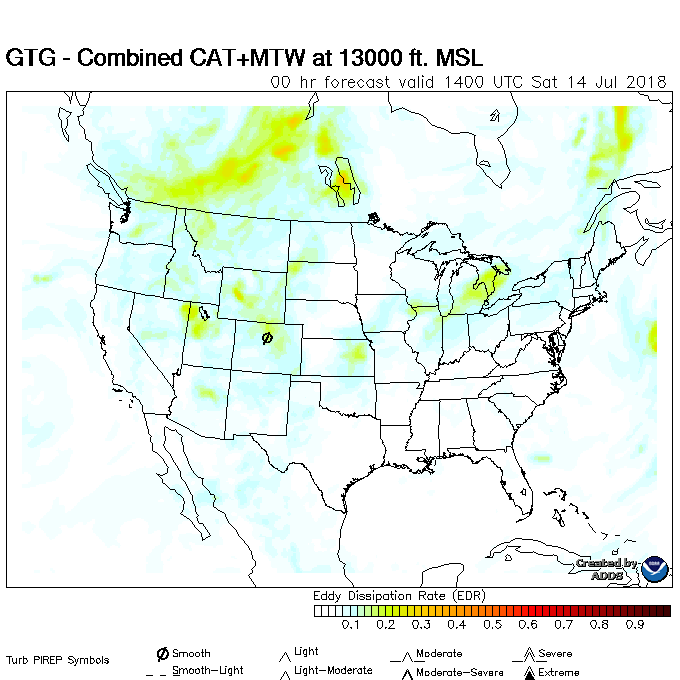 GTG - Combined CAT+MTW at 13000 ft. MSL
00 hr forecast valid 1400 UTC Sat 14 Jul 2018
Created by
ADDS
Eddy Dissipation Rate (EDR)
0.1 0.2 0.3 0.4 0.5 0.6 0.7 0.8 0.9
Turb PIREP Symbols
Smooth Light Moderate Severe
Smooth-Light Light-Moderate Moderate-Severe Extreme